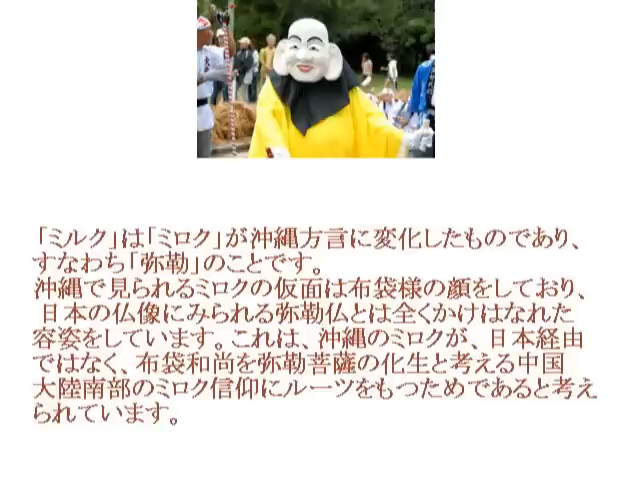 「ミルク」は「ミロク」が沖縄方言に変化したものであり、
すなわち「弥勒」のことです。
沖縄で見られるミロクの仮面は布袋様の顔をしており、
日本の仏像にみられる弥勒仏とは全くかけはなれた
容姿をしています。これは、沖縄のミロクが、日本経由
ではなく、布袋和尚を弥勒菩薩の化生と考える中国
大陸南部のミロク信仰にルーツをもつためであると考え
られています。